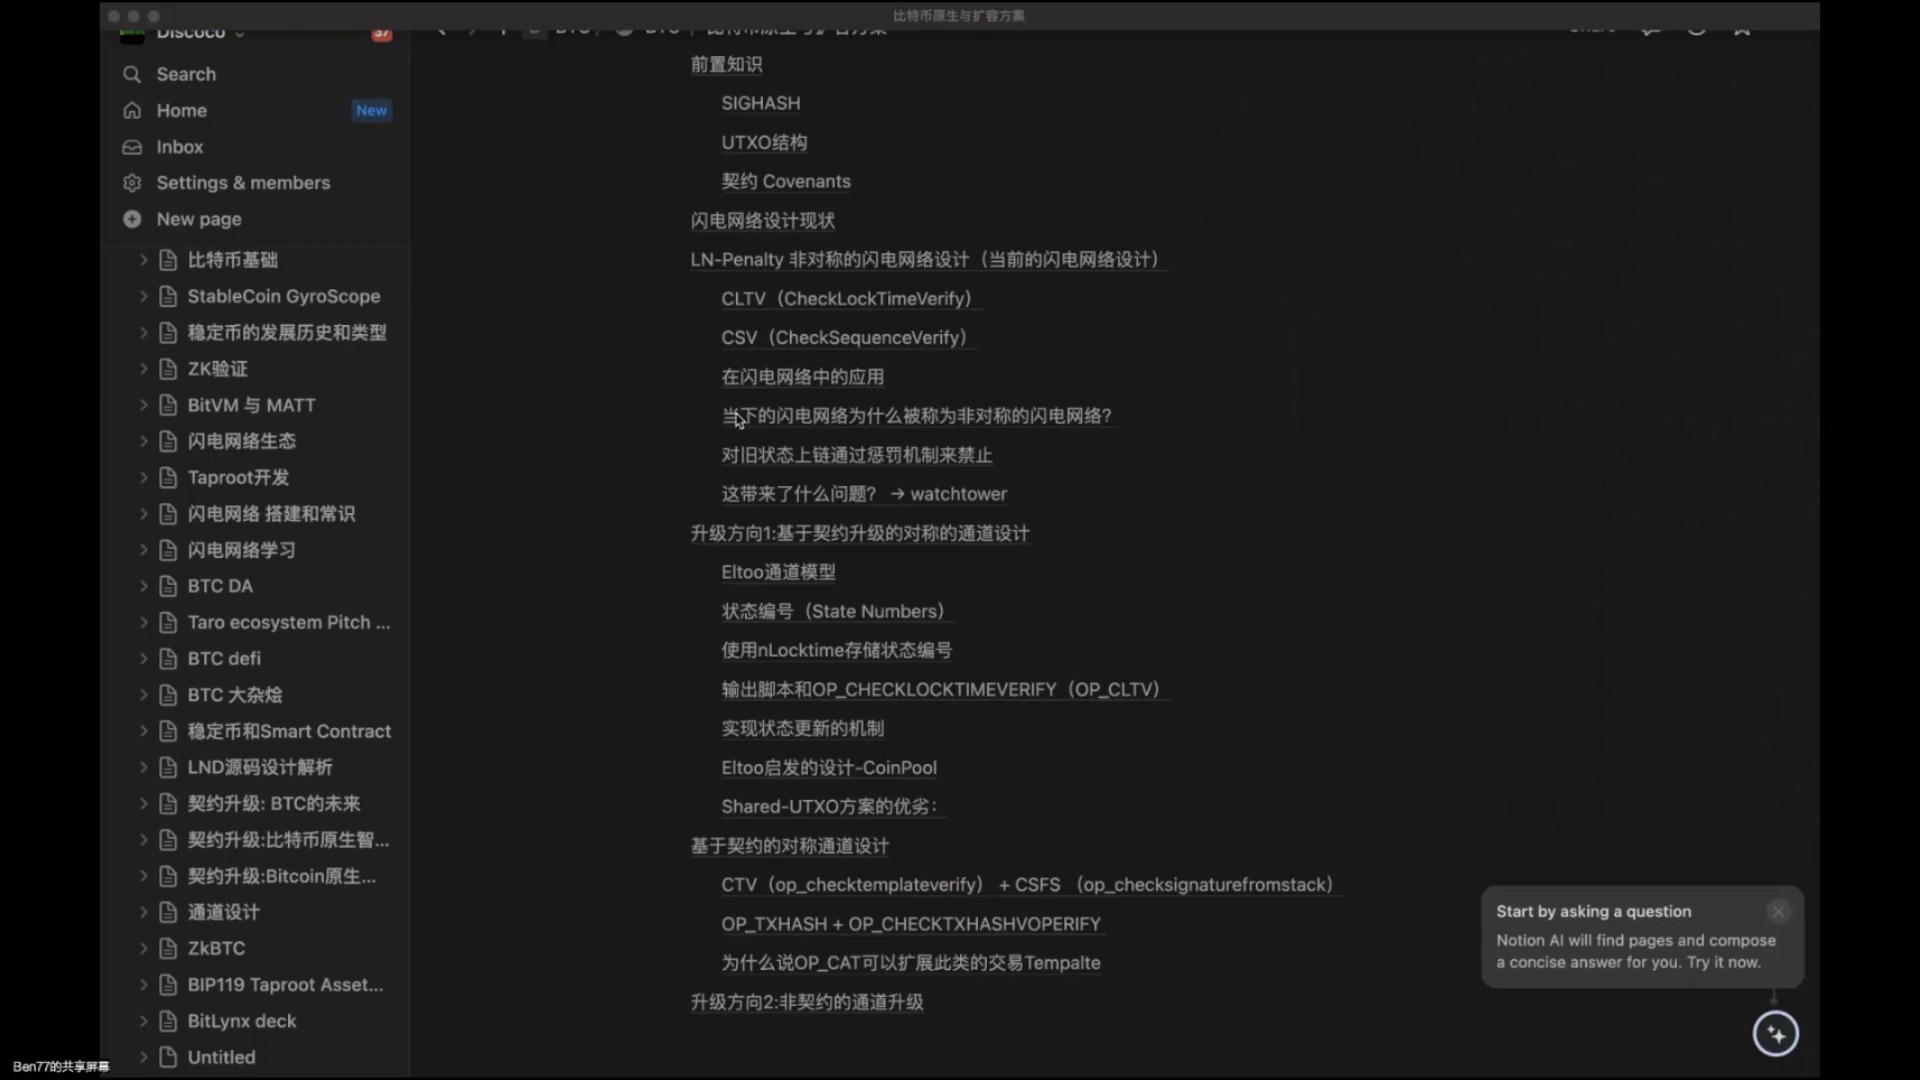 比特币原生与扩容方案
Discoco
37
Search
Home
New
Inbox
Settings & members
New page
比特币基础
StableCoin GyroScope
稳定币的发展历史和类型
ZK验证
BitVM 与 MATT
闪电网络生态
Taproot开发
闪电网络 搭建和常识
闪电网络学习
BTC DA
Taro ecosystem Pitch ...
BTC defi
BTC 大杂烩
稳定币和Smart Contract
LND源码设计解析
契约升级: BTC的未来
契约升级:比特币原生智...
契约升级:Bitcoin原生...
通道设计
ZkBTC
BIP119 Taproot Asset...
BitLynx deck
Untitled
前置知识
SIGHASH
UTXO结构
契约 Covenants
闪电网络设计现状
LN-Penalty 非对称的闪电网络设计（当前的闪电网络设计）
CLTV（CheckLockTimeVerify）
CSV（CheckSequenceVerify）
在闪电网络中的应用
当下的闪电网络为什么被称为非对称的闪电网络?
对旧状态上链通过惩罚机制来禁止
这带来了什么问题? → watchtower
升级方向1:基于契约升级的对称的通道设计
Eltoo通道模型
状态编号（State Numbers）
使用nLocktime存储状态编号
输出脚本和OP_CHECKLOCKTIMEVERIFY（OP_CLTV）
实现状态更新的机制
Eltoo启发的设计-CoinPool
Shared-UTXO方案的优劣：
基于契约的对称通道设计
CTV（op_checktemplateverify） + CSFS （op_checksignaturefromstack）
OP_TXHASH + OP_CHECKTXHASHVOPERIFY
为什么说OP_CAT可以扩展此类的交易Tempalte
升级方向2:非契约的通道升级
Start by asking a question
Notion AI will find pages and compose
a concise answer for you. Try it now.
Ben77的共享屏幕